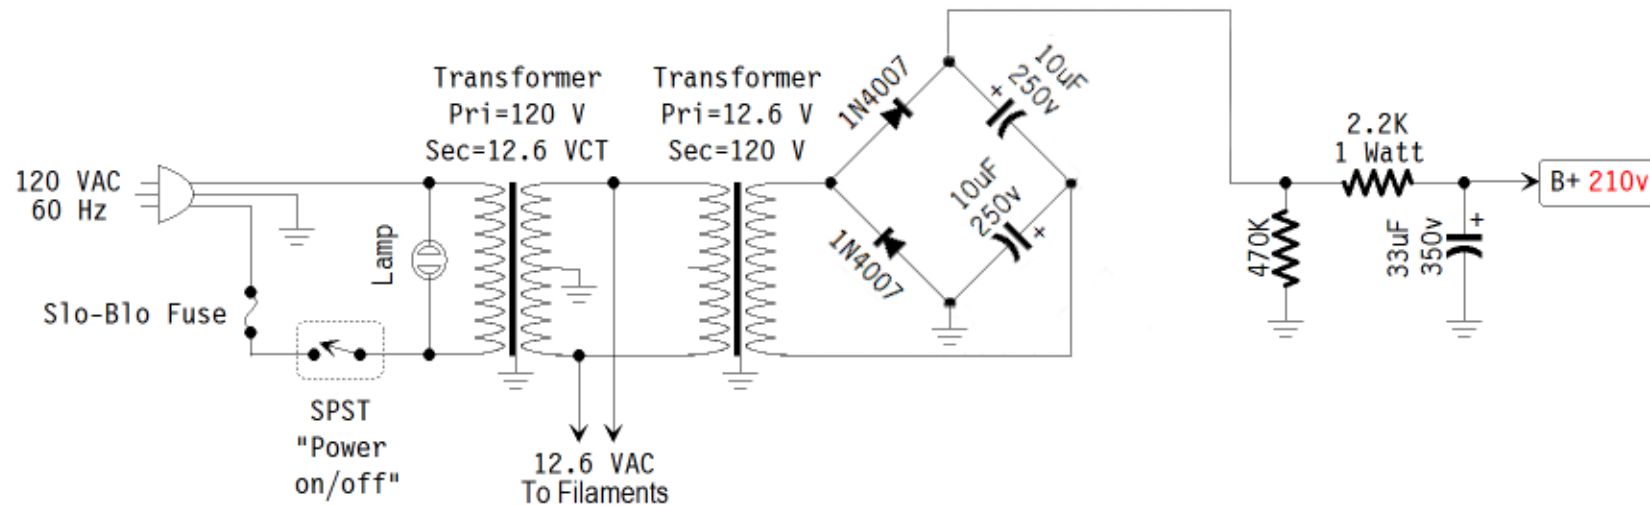 120 VAC
60 Hz
Slo-Blo Fuse
SPST
"Power
on/off"
Lamp
Transformer
Pri=120 V
Sec=12.6 VCT
12.6 VAC
To Filaments
Transformer
Pri=12.6 V
Sec=120 V
1N4007
1N4007
+
10uF
250v
10uF
250v
+
2.2K
1 Watt
470K
33uF
350v
+
B+ 210v